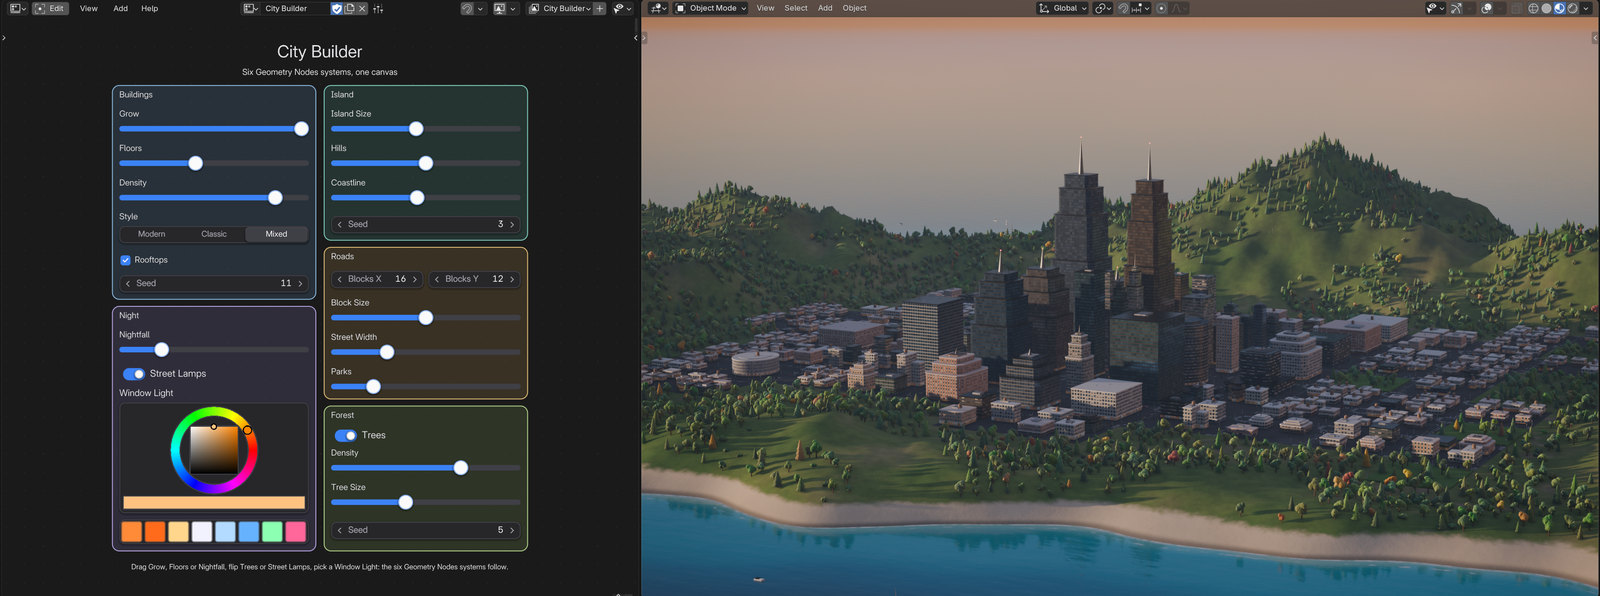 Edit View Add Help City Builder City Builder
Object Mode View Select Add Object Global
City Builder
Six Geometry Nodes systems, one canvas
Buildings
Grow
Floors
Density
Style
Modern Classic Mixed
Rooftops
Seed 11
Night
Nightfall
Street Lamps
Window Light
Island
Island Size
Hills
Coastline
Seed 3
Roads
Blocks X 16 Blocks Y 12
Block Size
Street Width
Parks
Forest
Trees
Density
Tree Size
Seed 5
Drag Grow, Floors or Nightfall, flip Trees or Street Lamps, pick a Window Light: the six Geometry Nodes systems follow.